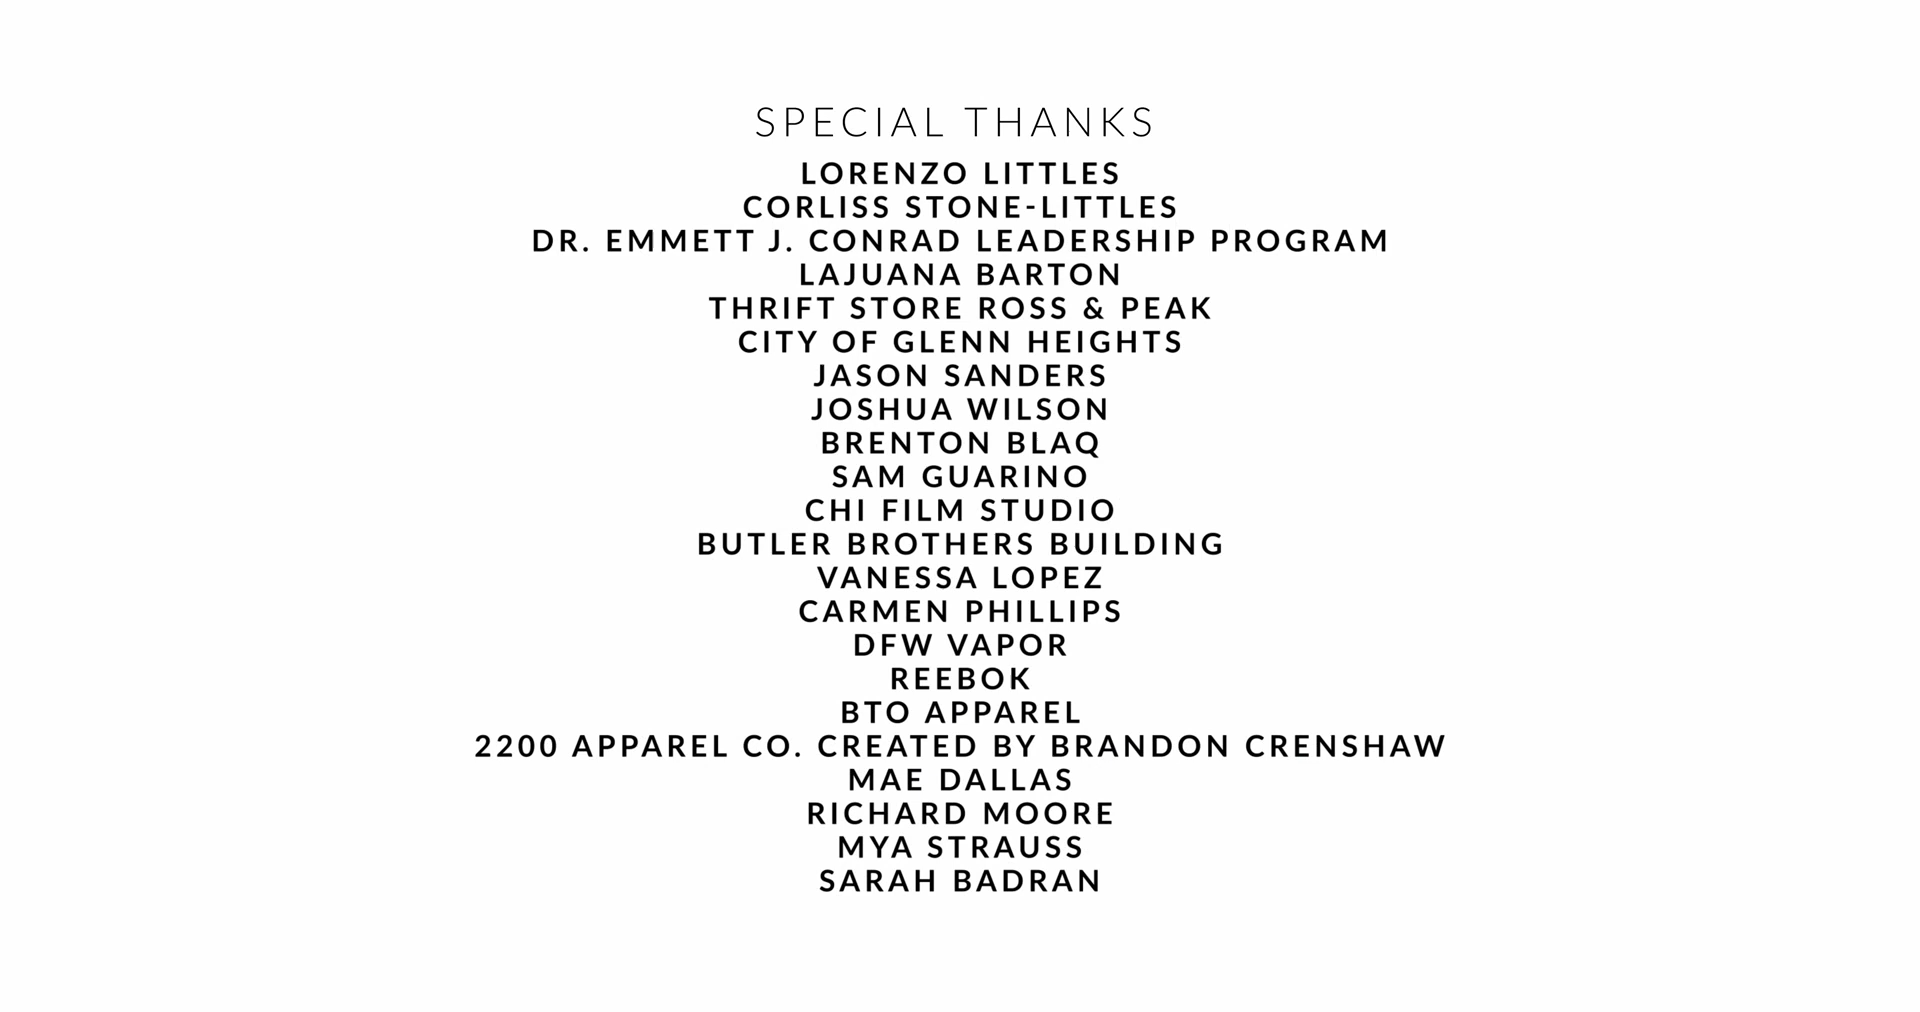 SPECIAL THANKS
LORENZO LITTLES
CORLISS STONE-LITTLES
DR. EMMETT J. CONRAD LEADERSHIP PROGRAM
LAJUANA BARTON
THRIFT STORE ROSS & PEAK
CITY OF GLENN HEIGHTS
JASON SANDERS
JOSHUA WILSON
BRENTON BLAQ
SAM GUARINO
CHI FILM STUDIO
BUTLER BROTHERS BUILDING
VANESSA LOPEZ
CARMEN PHILLIPS
DFW VAPOR
REEBOK
BTO APPAREL
2200 APPAREL CO. CREATED BY BRANDON CRENSHAW
MAE DALLAS
RICHARD MOORE
MYA STRAUSS
SARAH BADRAN